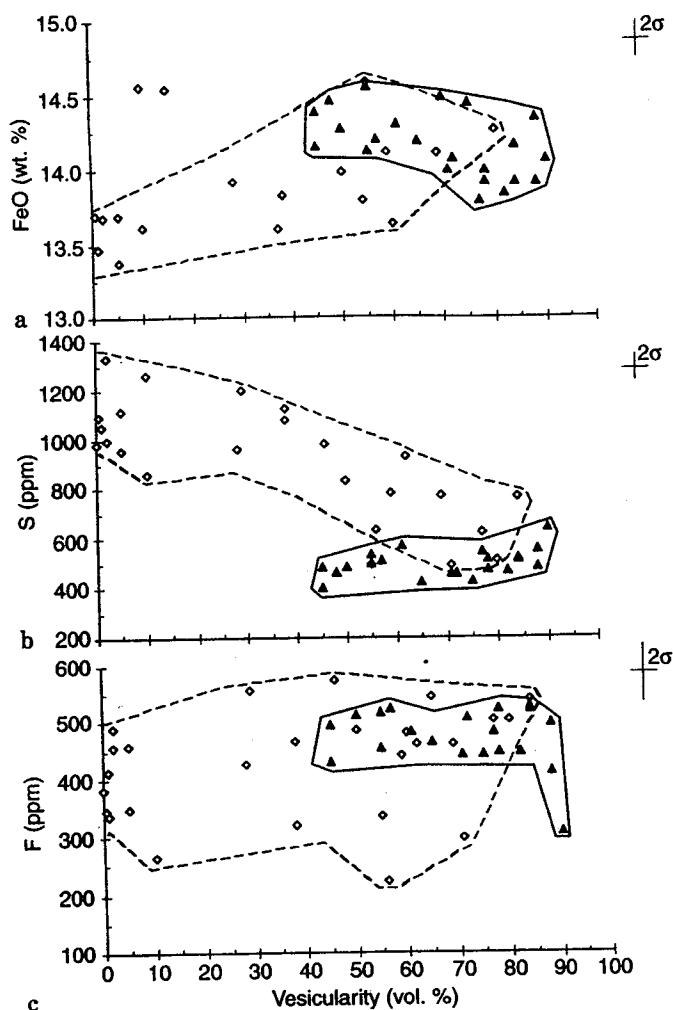 15.0
2σ
14.5
14.0
13.5
13.0
FeO (wt. %)
a
1400
2σ
1200
1000
800
600
400
200
S (ppm)
b
600
2σ
500
400
300
200
100
F (ppm)
0 10 20 30 40 50 60 70 80 90 100
Vesicularity (vol. %)
c